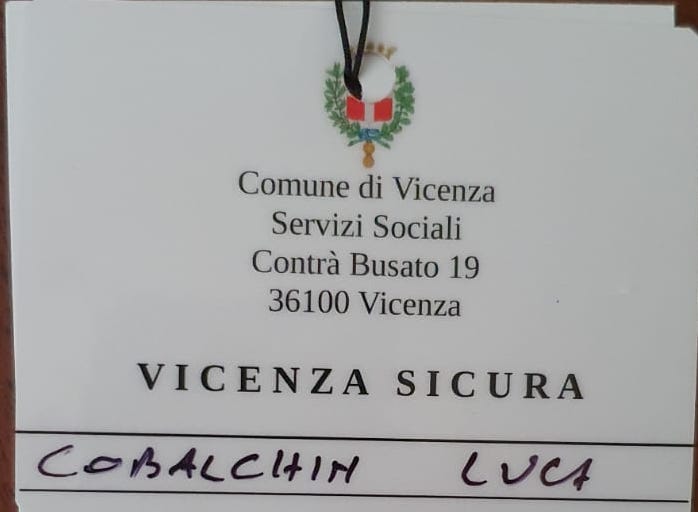 Comune di Vicenza
Servizi Sociali
Contrà Busato 19
36100 Vicenza
VICENZA SICURA
COBALCHIN LUCA